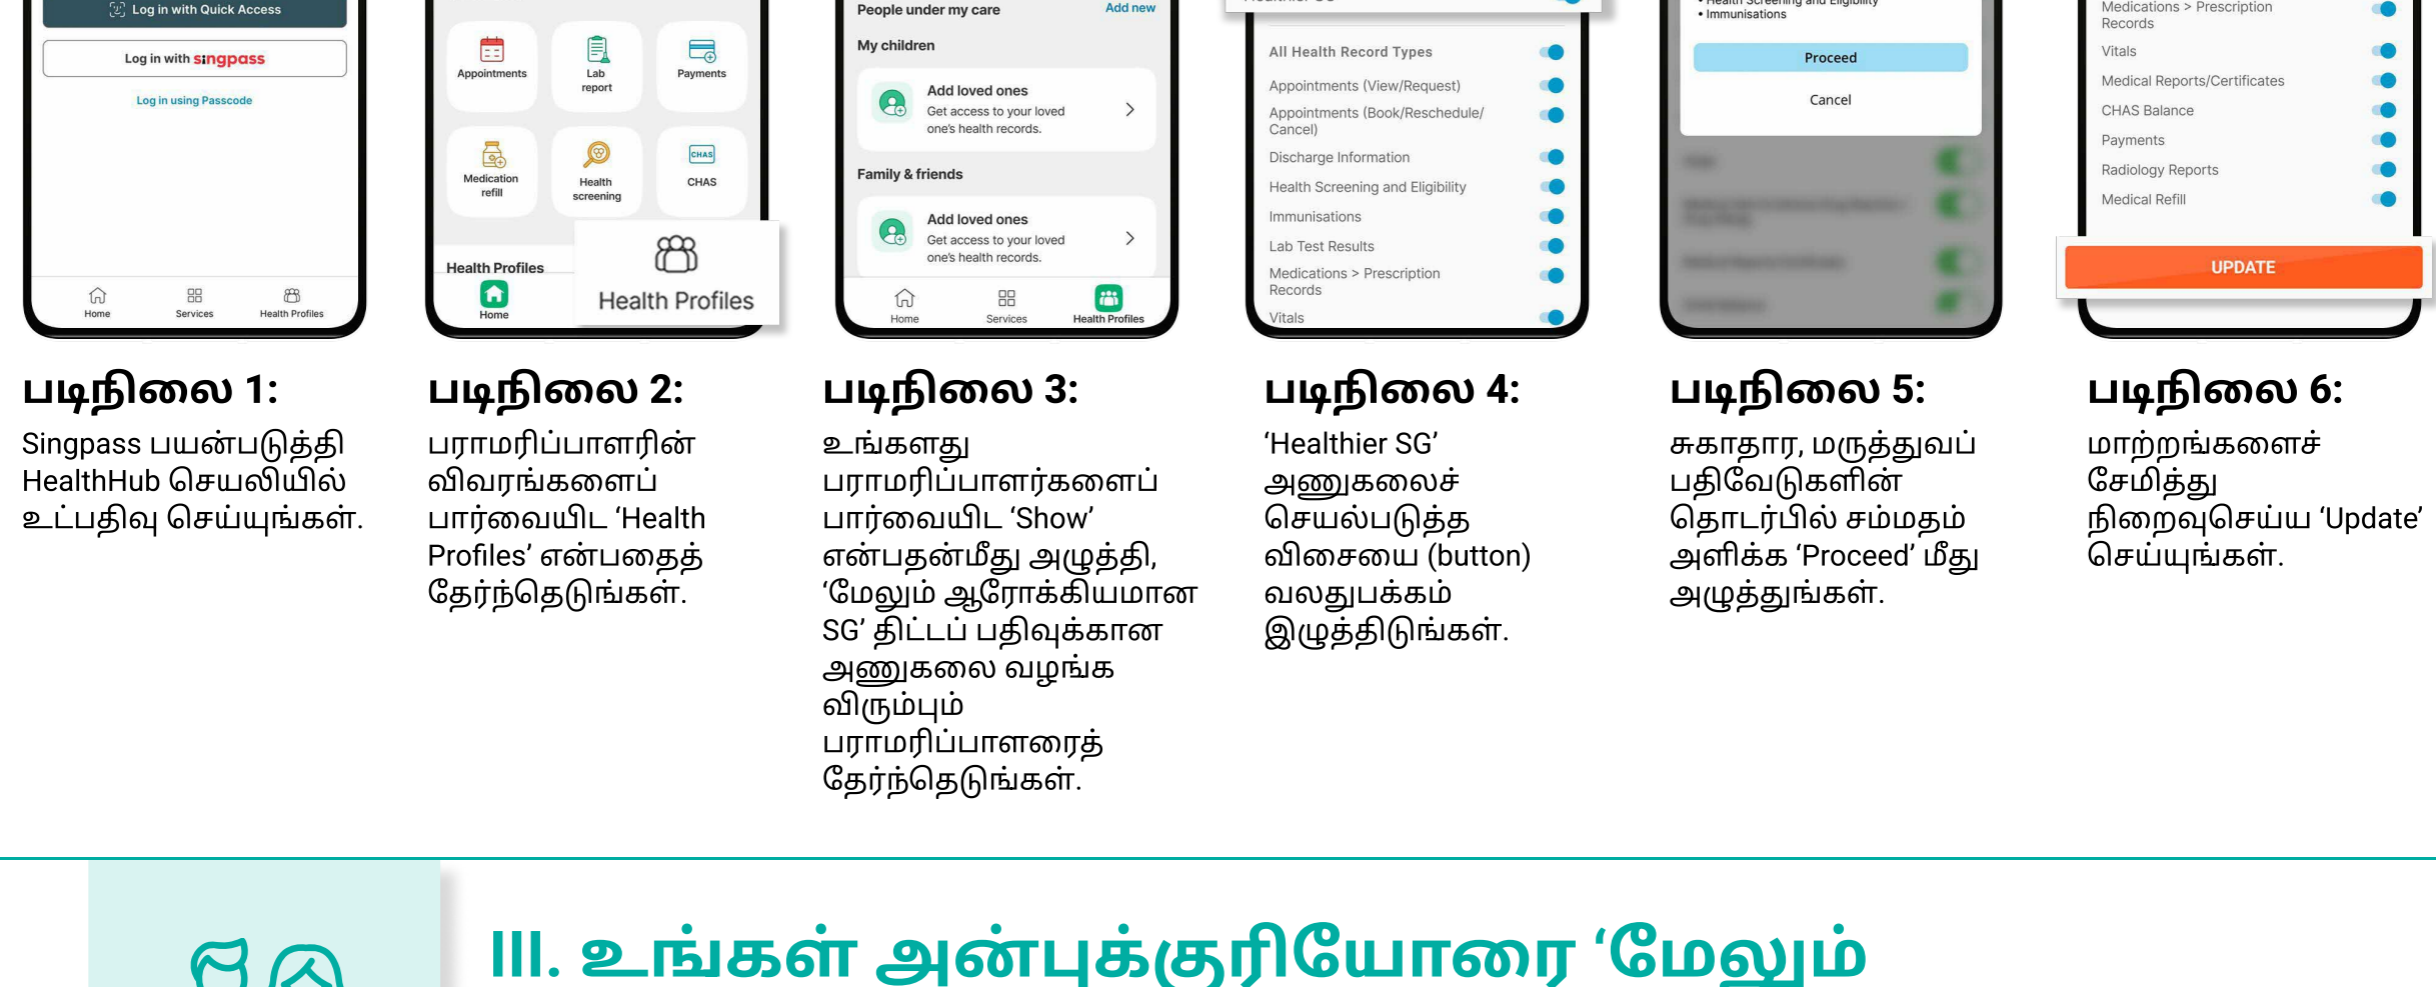 Log in with Quick Access
Log in with singpass
Log in using Passcode
Home
Services
Health Profiles
Appointments
Lab
report
Payments
Medication
refill
Health
screening
CHAS
CHAS
Health Profiles
Home
Health Profiles
People under my care
Add new
My children
Add loved ones
Get access to your loved
one's health records.
Family & friends
Add loved ones
Get access to your loved
one's health records.
Home
Services
Health Profiles
All Health Record Types
Appointments (View/Request)
Appointments (Book/Reschedule/
Cancel)
Discharge Information
Health Screening and Eligibility
Immunisations
Lab Test Results
Medications > Prescription
Records
Vitals
• Health Screening and Eligibility
• Immunisations
Proceed
Cancel
Medications > Prescription
Records
Vitals
Medical Reports/Certificates
CHAS Balance
Payments
Radiology Reports
Medical Refill
UPDATE
படிநிலை 1:
Singpass பயன்படுத்தி
HealthHub செயலியில்
உட்பதிவு செய்யுங்கள்.
படிநிலை 2:
பராமரிப்பாளரின்
விவரங்களைப்
பார்வையிட ‘Health
Profiles’ என்பதைத்
தேர்ந்தெடுங்கள்.
படிநிலை 3:
உங்களது
பராமரிப்பாளர்களைப்
பார்வையிட ‘Show’
என்பதன்மீது அழுத்தி,
‘மேலும் ஆரோக்கியமான
SG’ திட்டப் பதிவுக்கான
அணுகலை வழங்க
விரும்பும்
பராமரிப்பாளரைத்
தேர்ந்தெடுங்கள்.
படிநிலை 4:
‘Healthier SG’
அணுகலைச்
செயல்படுத்த
விசையை (button)
வலதுபக்கம்
இழுத்திடுங்கள்.
படிநிலை 5:
சுகாதார, மருத்துவப்
பதிவேடுகளின்
தொடர்பில் சம்மதம்
அளிக்க ‘Proceed’ மீது
அழுத்துங்கள்.
படிநிலை 6:
மாற்றங்களைச்
சேமித்து
நிறைவுசெய்ய ‘Update’
செய்யுங்கள்.
III. உங்கள் அன்புக்குரியோரை ‘மேலும்